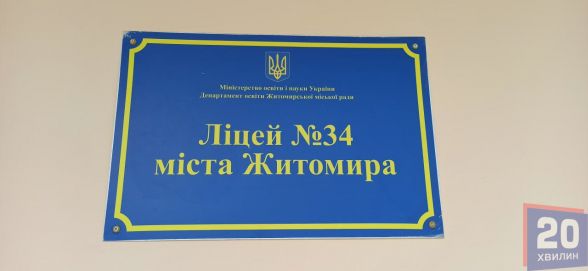 Міністерство освіти і науки України
Департамент освіти Житомирської міської ради
Ліцей №34
міста Житомира
20
ХВИЛИН